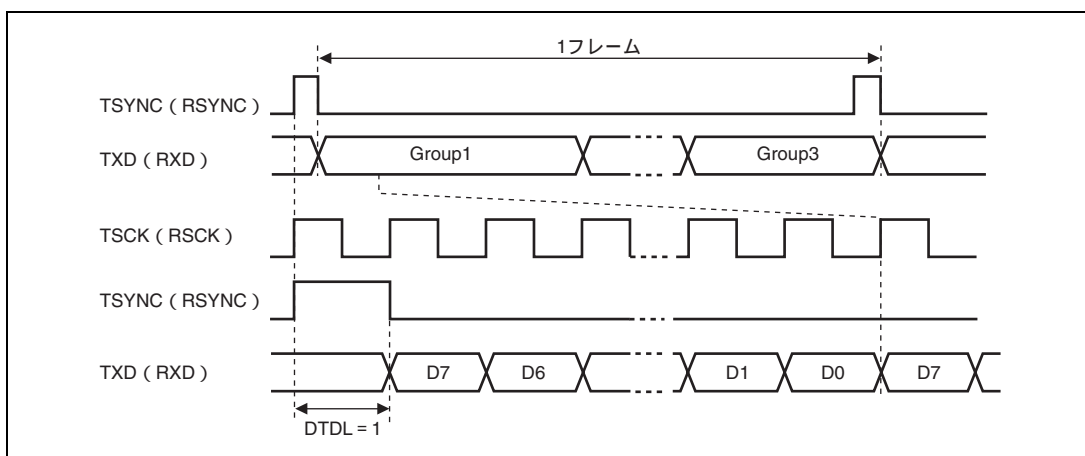 1フレーム
TSYNC（RSYNC）
TXD（RXD） Group1 Group3
TSCK（RSCK）
TSYNC（RSYNC）
TXD（RXD） D7 D6 D1 D0 D7
DTDL = 1